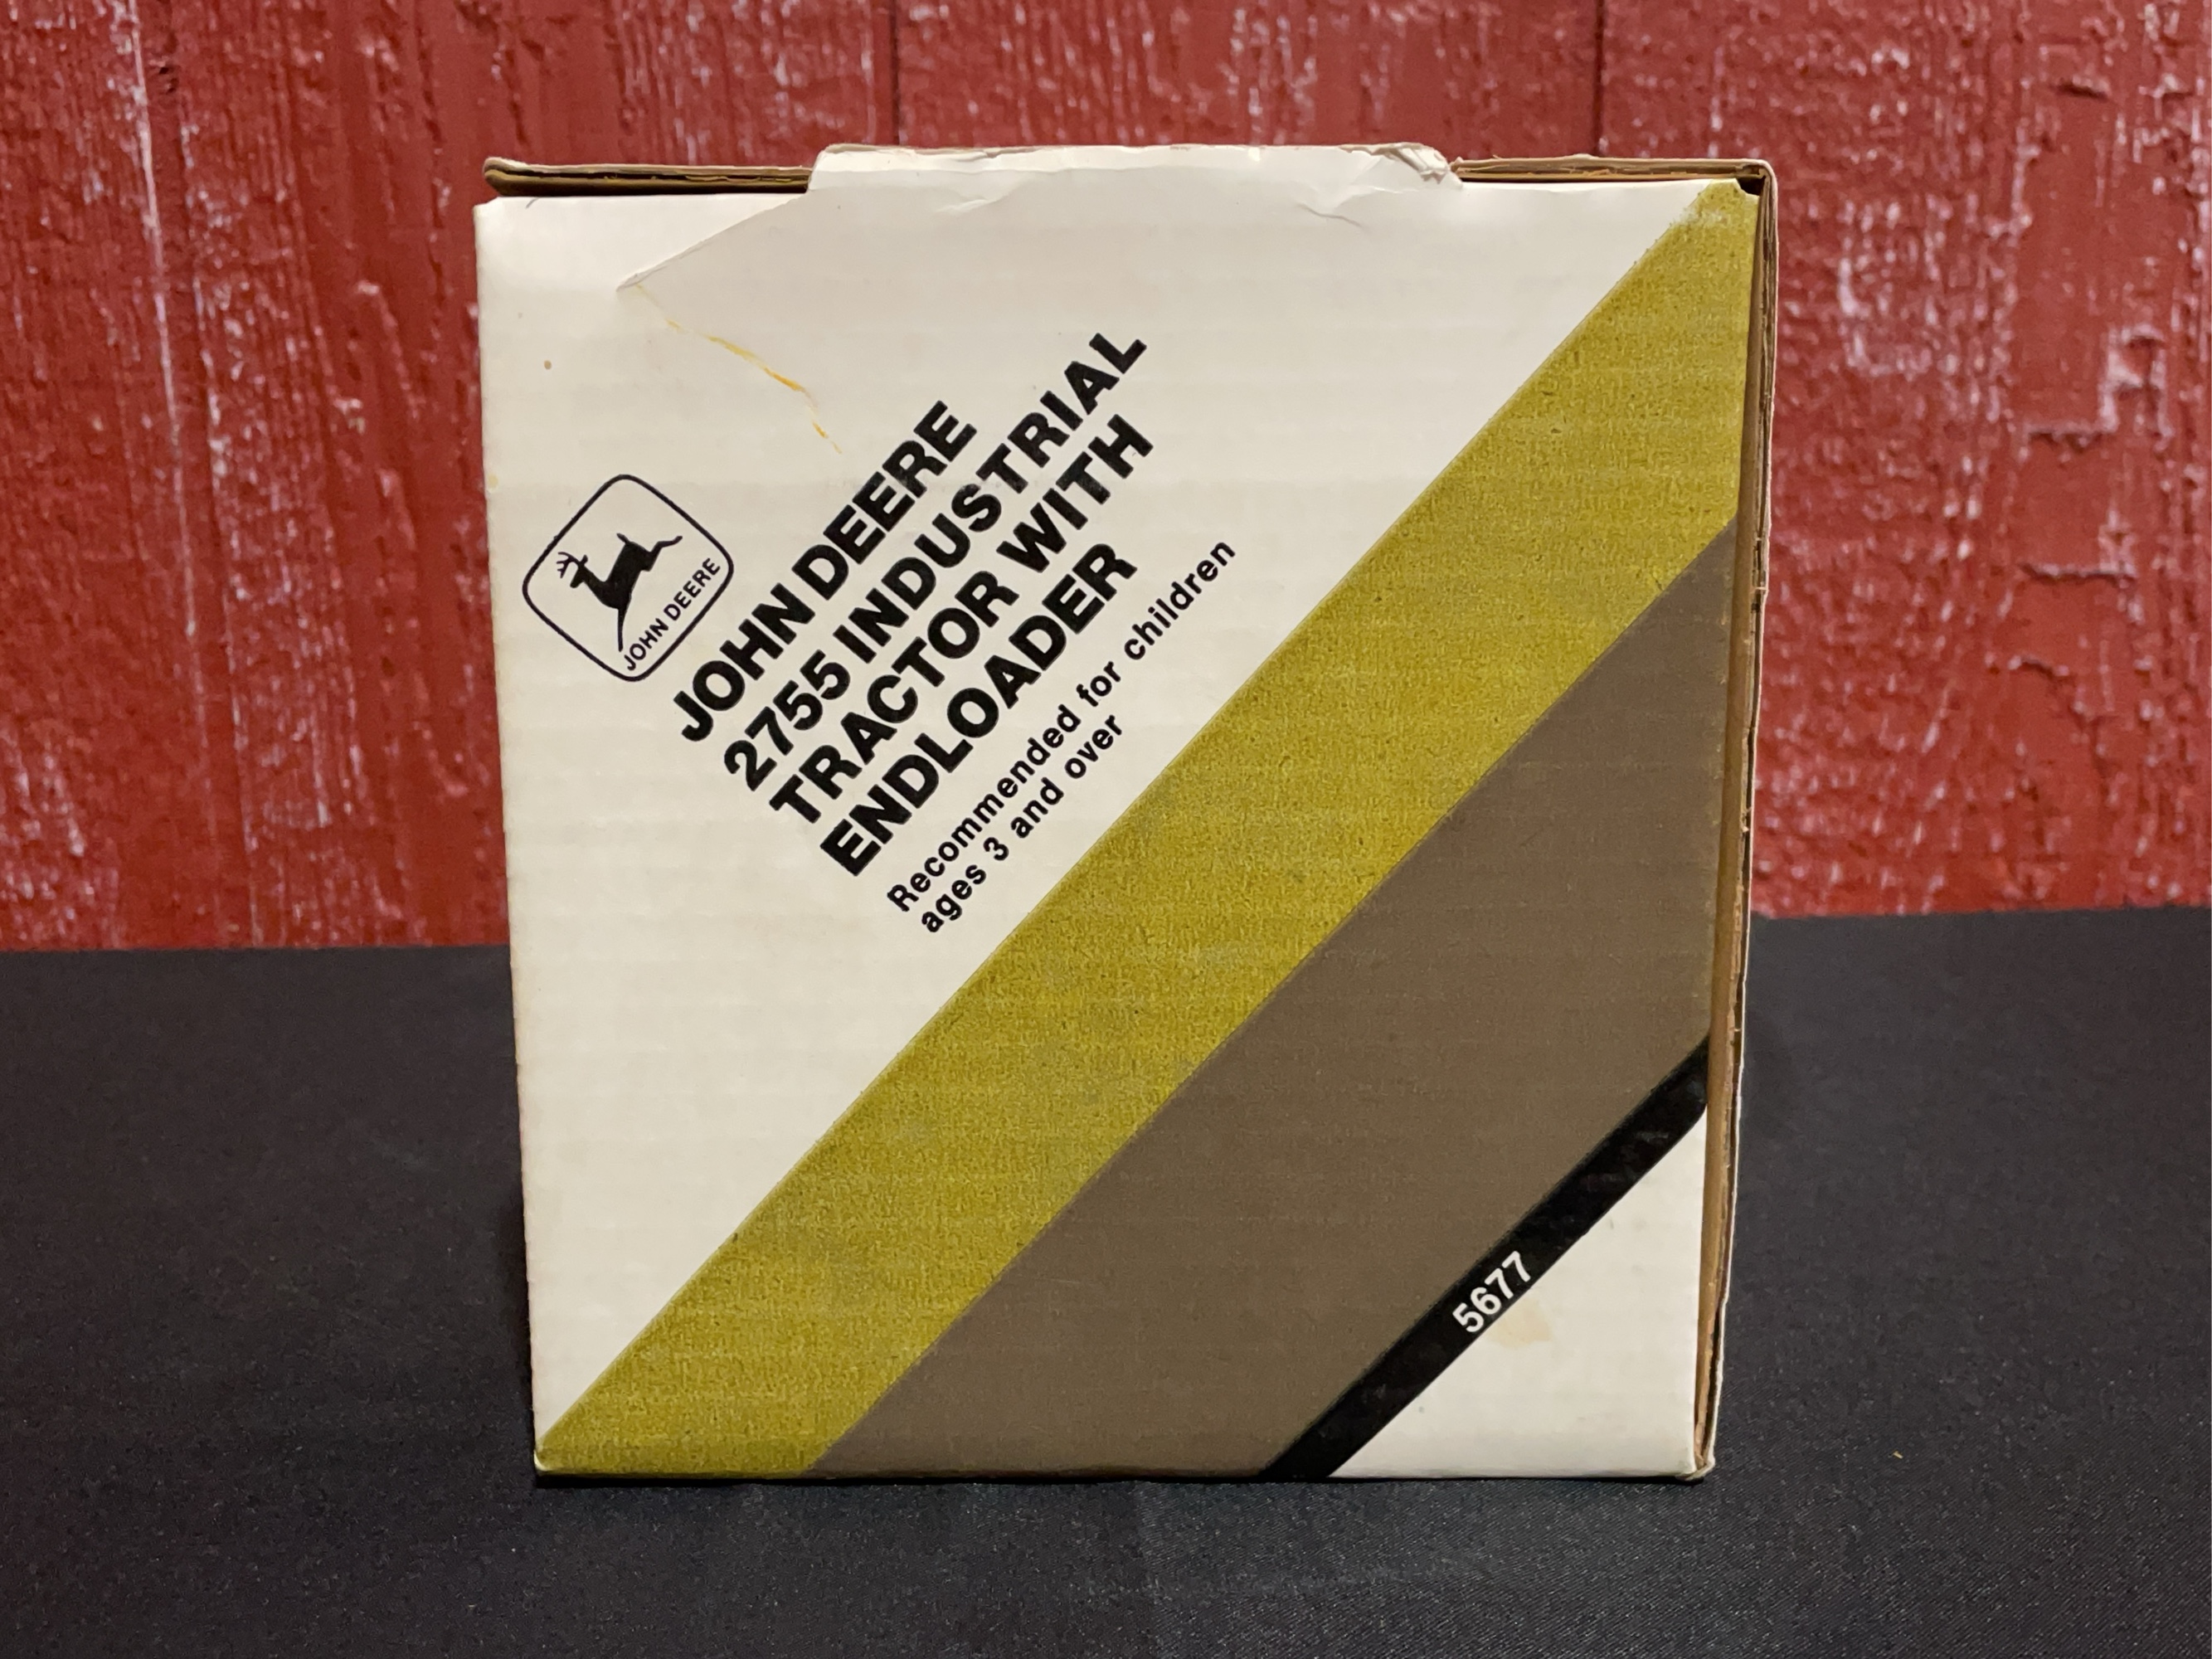 JOHN DEERE
JOHN DEERE
2755 INDUSTRIAL
TRACTOR WITH
ENDLOADER
Recommended for children
ages 3 and over
5677